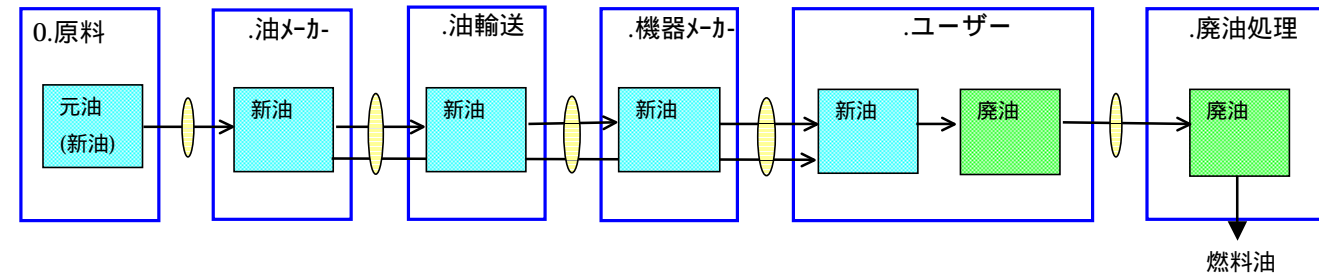 0.原料
.油ﾒｰｶ-
.油輸送
.機器ﾒｰｶ-
.ユーザー
.廃油処理
元油
(新油)
新油
新油
新油
新油
廃油
廃油
燃料油